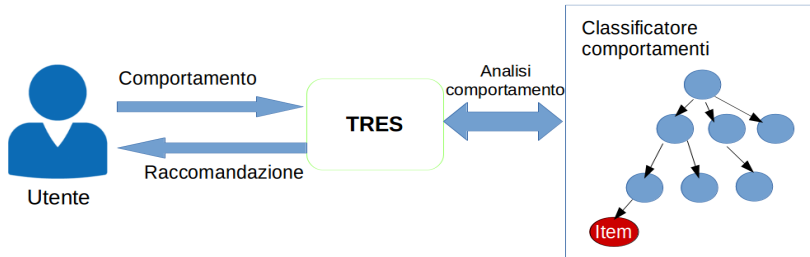 Classificatore
comportamenti
Comportamento
Analisi
comportamento
TRES
Raccomandazione
Utente
Item